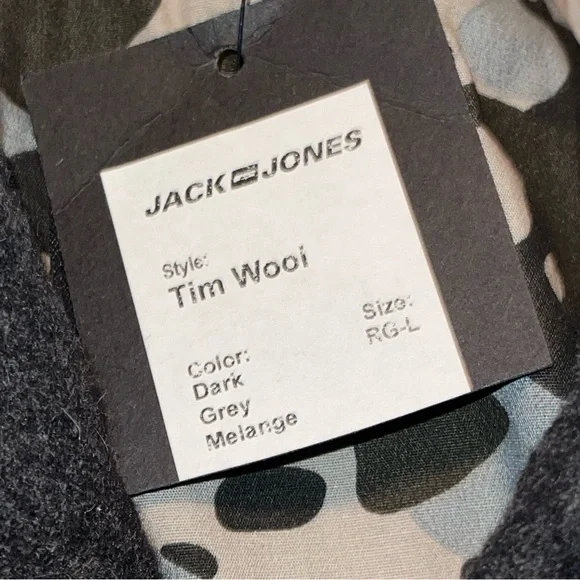 JACK JONES
Style:
Tim Wool
Size:
RG-L
Color:
Dark
Grey
Melange